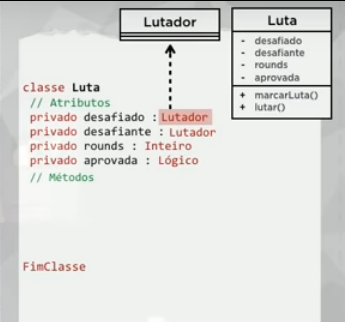 Lutador
Luta
- desafiado
- desafiante
- rounds
- aprovada
+ marcarLuta()
+ lutar()
classe Luta
// Atributos
privado desafiado : Lutador
privado desafiante : Lutador
privado rounds : Inteiro
privado aprovada : Lógico
// Métodos
FimClasse